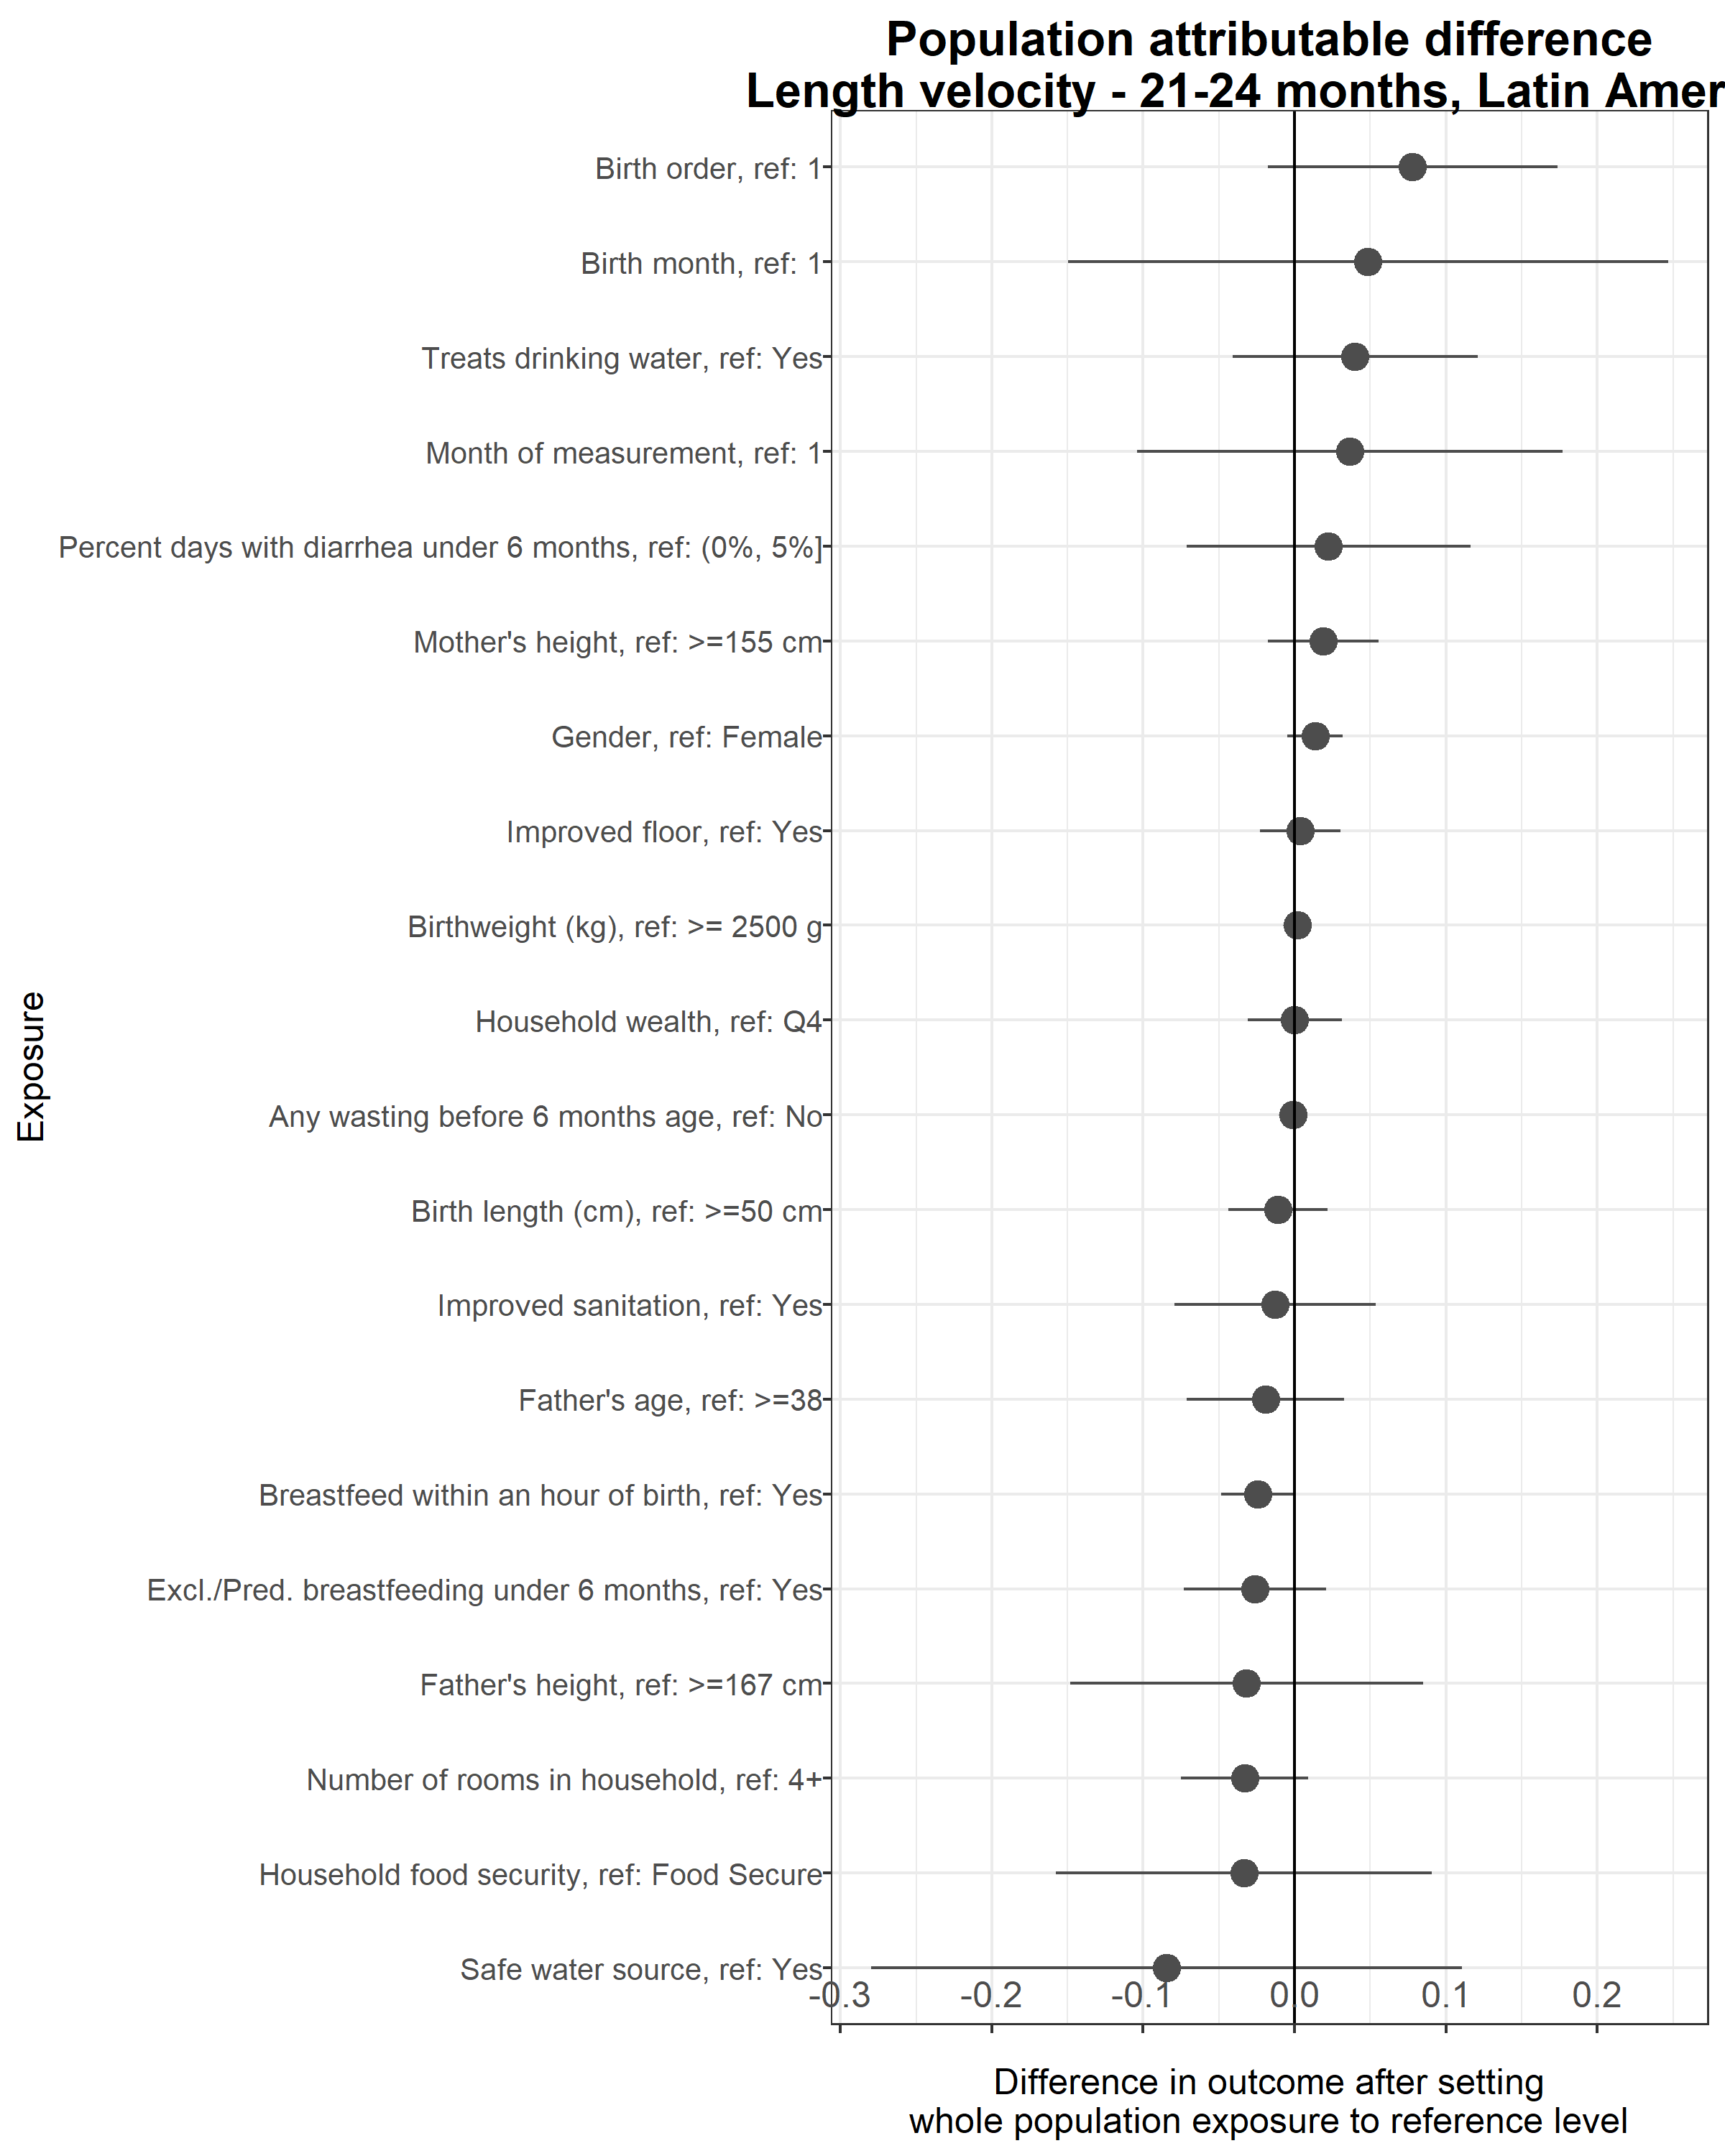 Population attributable difference
Length velocity - 21-24 months, Latin Amer
Birth order, ref: 1
Birth month, ref: 1
Treats drinking water, ref: Yes
Month of measurement, ref: 1
Percent days with diarrhea under 6 months, ref: (0%, 5%]
Mother's height, ref: >=155 cm
Gender, ref: Female
Improved floor, ref: Yes
Birthweight (kg), ref: >= 2500 g
Household wealth, ref: Q4
Any wasting before 6 months age, ref: No
Birth length (cm), ref: >=50 cm
Improved sanitation, ref: Yes
Father's age, ref: >=38
Breastfeed within an hour of birth, ref: Yes
Excl./Pred. breastfeeding under 6 months, ref: Yes
Father's height, ref: >=167 cm
Number of rooms in household, ref: 4+
Household food security, ref: Food Secure
Safe water source, ref: Yes
Exposure
-0.3 -0.2 -0.1 0.0 0.1 0.2
Difference in outcome after setting
whole population exposure to reference level